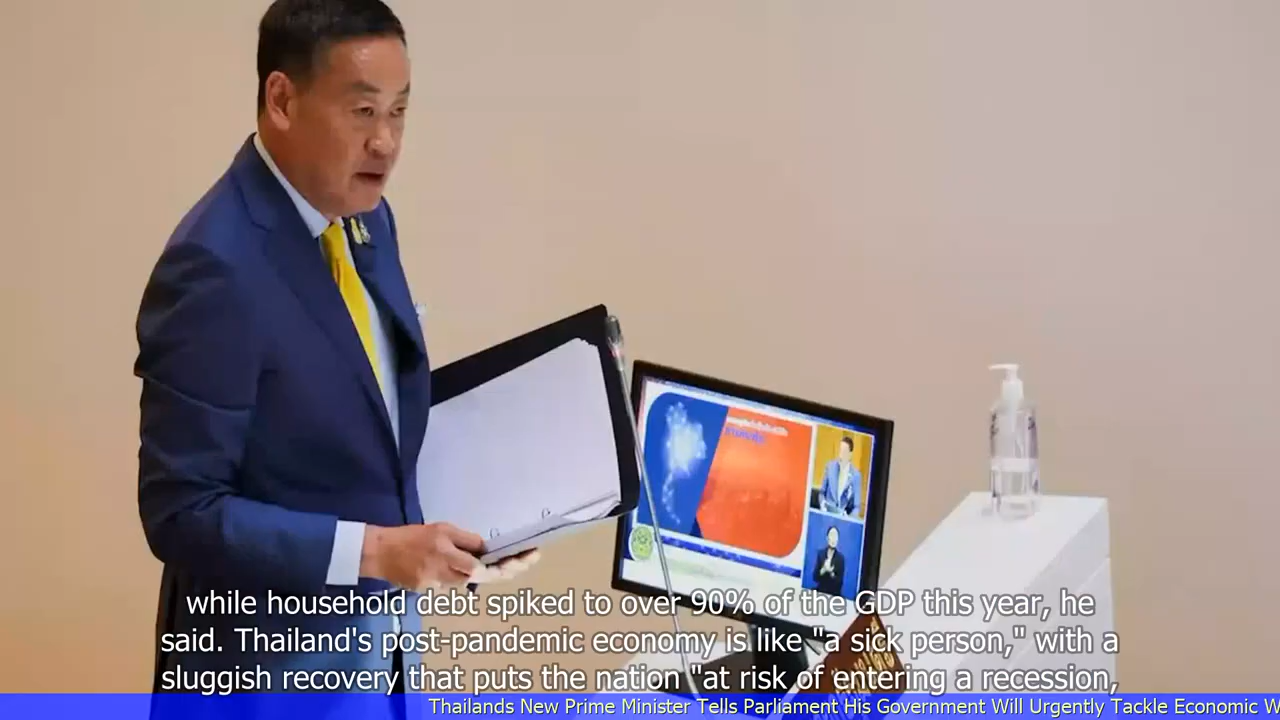 while household debt spiked to over 90% of the GDP this year, he
said. Thailand's post-pandemic economy is like "a sick person," with a
sluggish recovery that puts the nation "at risk of entering a recession,
Thailands New Prime Minister Tells Parliament His Government Will Urgently Tackle Economic W